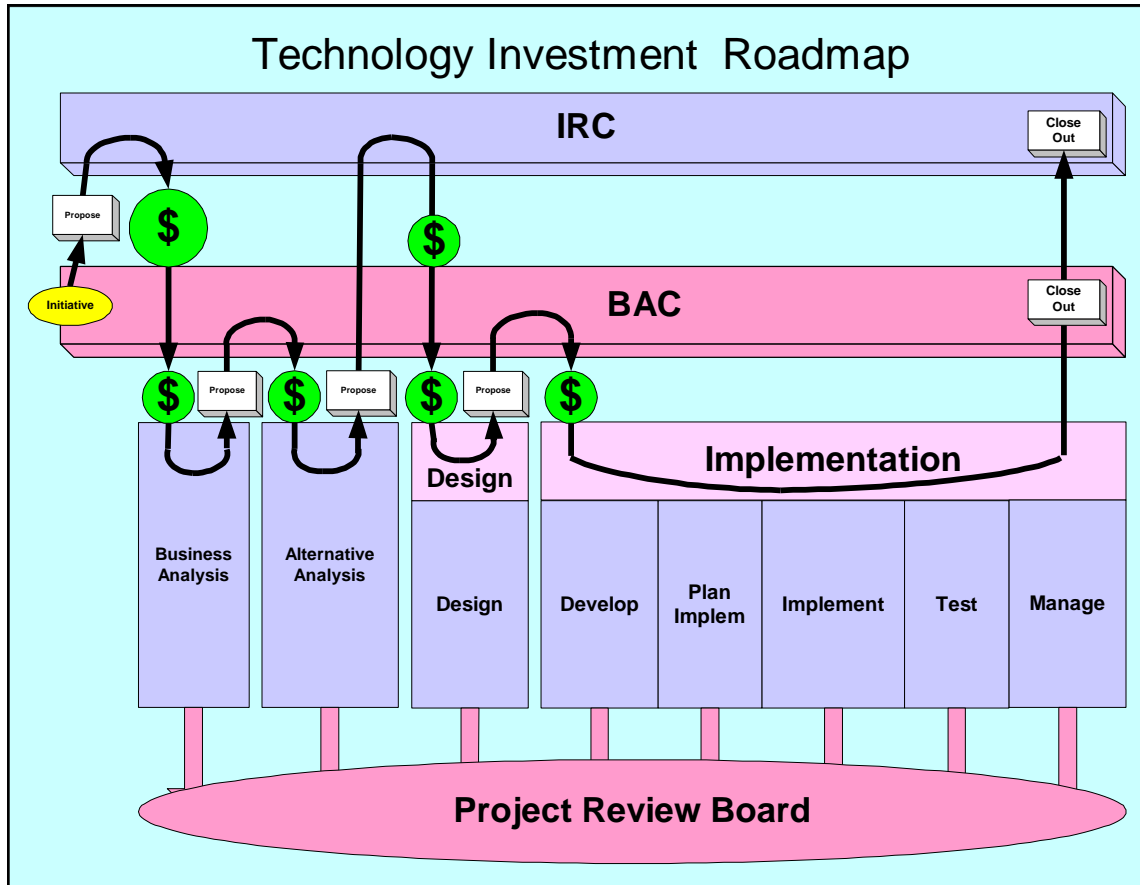 Technology Investment Roadmap
IRC
Close
Out
Propose
$
$
Initiative
BAC
Close
Out
$
Propose
$
Propose
$
Propose
$
Design
Implementation
Business
Analysis
Alternative
Analysis
Design
Develop
Plan
Implem
Implement
Test
Manage
Project Review Board